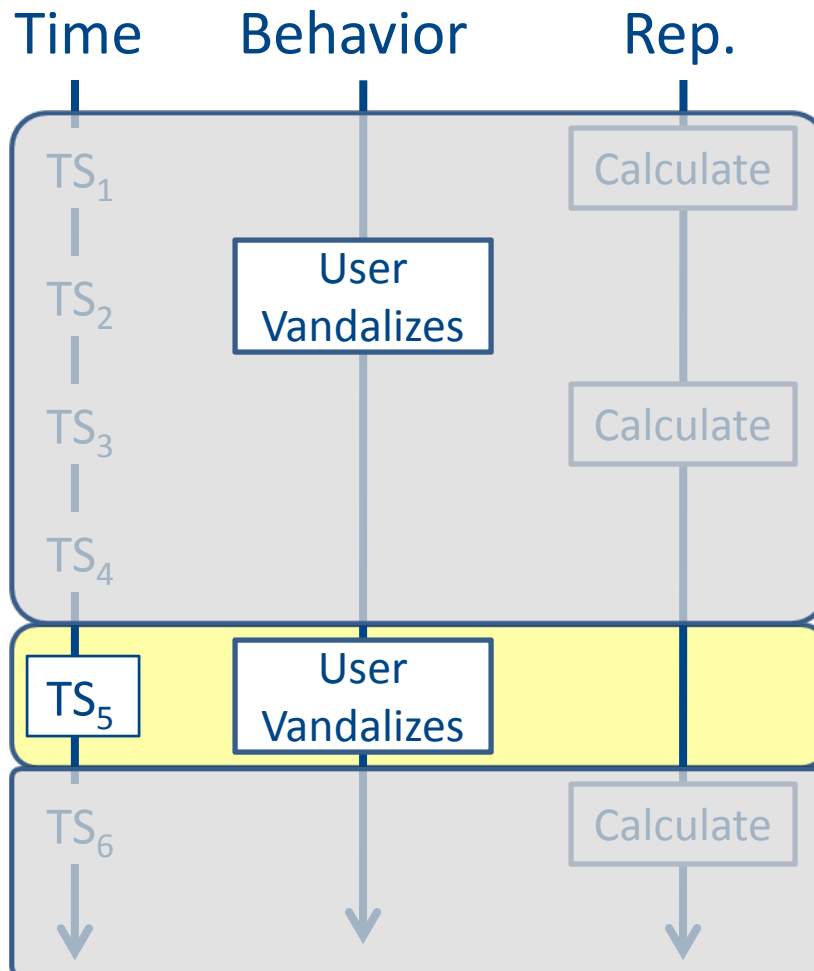 Time Behavior Rep.
TS₁ Calculate
User
TS₂
Vandalizes
TS₃ Calculate
TS₄
User
TS₅
Vandalizes
TS₆ Calculate